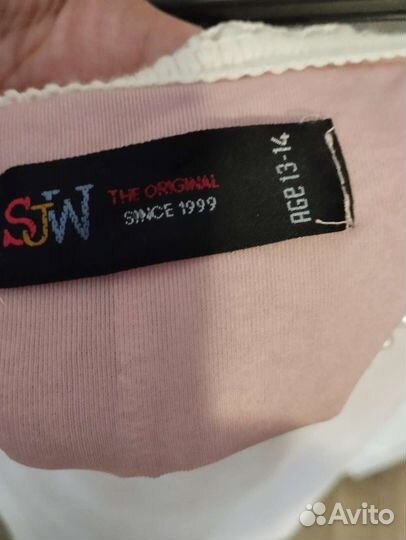 SJW
THE ORIGINAL
SINCE 1999
AGE 13-14
Avito